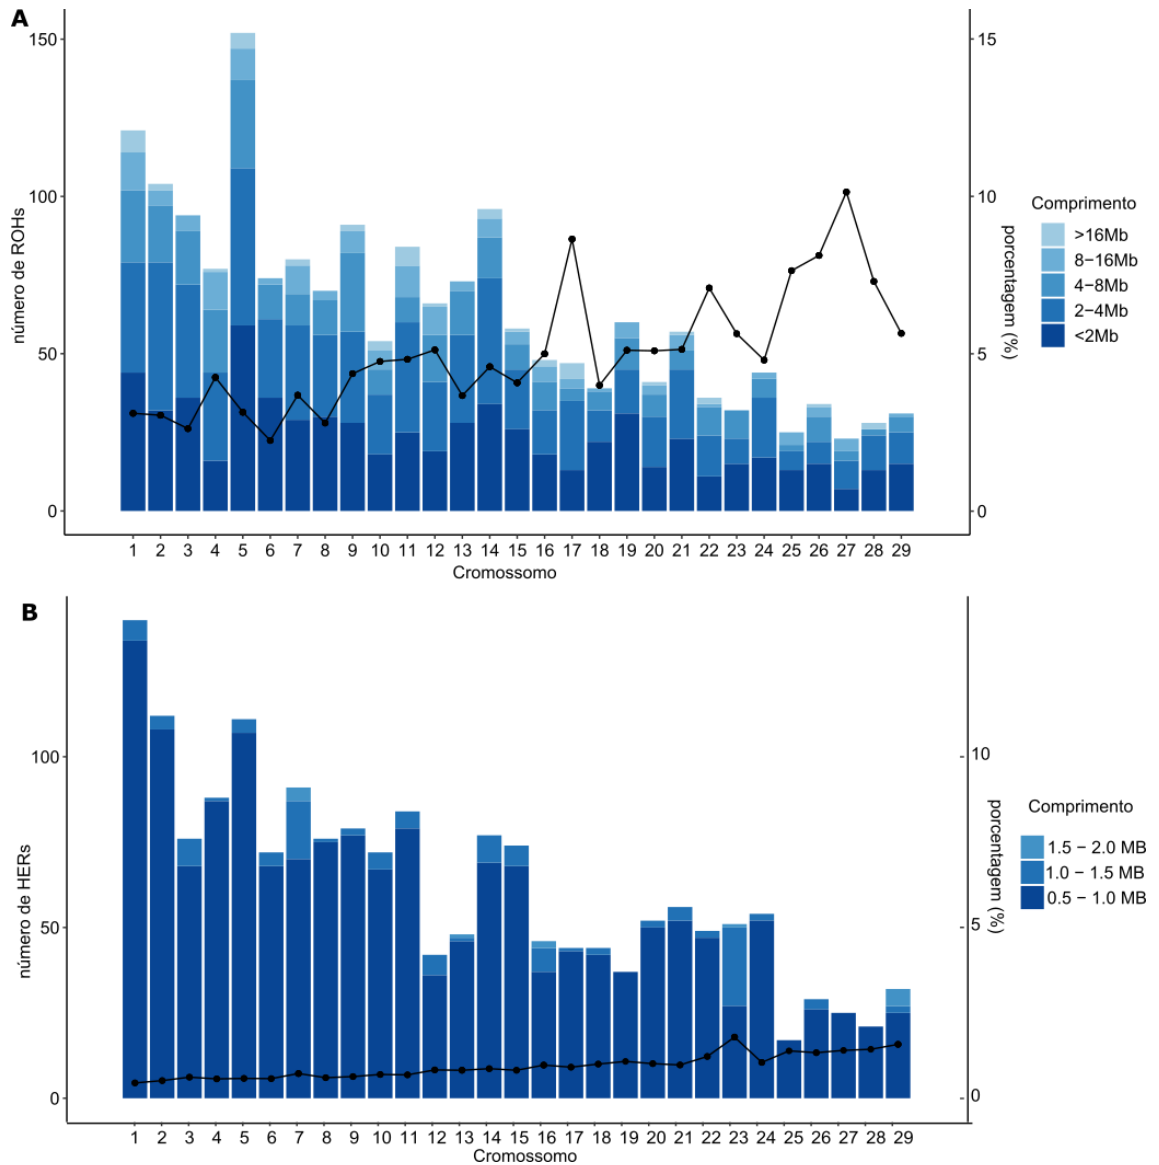 A
150
100
50
0
número de ROHs
15
10
5
0
porcentagem (%)
Comprimento
>16Mb
8−16Mb
4−8Mb
2−4Mb
<2Mb
1 2 3 4 5 6 7 8 9 10 11 12 13 14 15 16 17 18 19 20 21 22 23 24 25 26 27 28 29
Cromossomo
B
100
50
0
número de HERs
10
5
0
porcentagem (%)
Comprimento
1.5 − 2.0 MB
1.0 − 1.5 MB
0.5 − 1.0 MB
1 2 3 4 5 6 7 8 9 10 11 12 13 14 15 16 17 18 19 20 21 22 23 24 25 26 27 28 29
Cromossomo